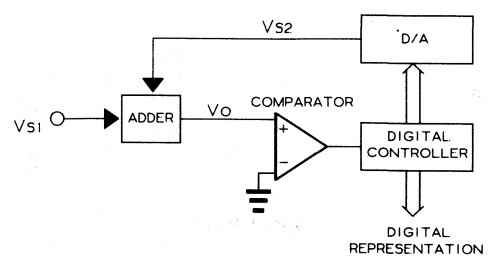 VS2
D/A
COMPARATOR
VS1
ADDER
VO
+
−
DIGITAL
CONTROLLER
DIGITAL
REPRESENTATION